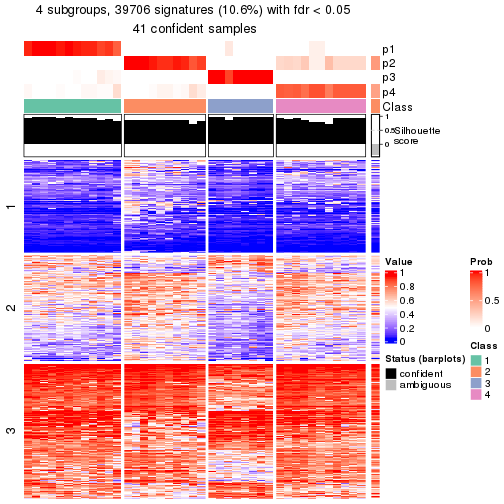 4 subgroups, 39706 signatures (10.6%) with fdr < 0.05
41 confident samples
p1
p2
p3
p4
Class
1
0.5
0
Silhouette
score
1
2
3
Value
1
0.8
0.6
0.4
0.2
0
Prob
1
0.5
0
Status (barplots)
confident
ambiguous
Class
1
2
3
4